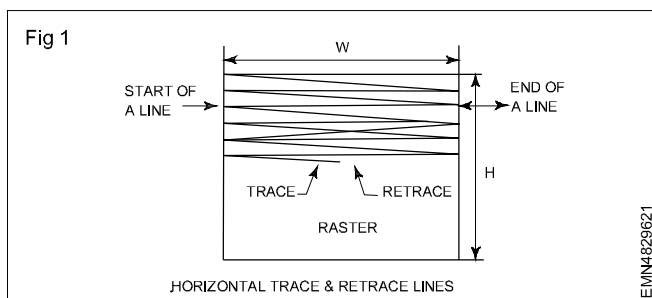 Fig 1
W
START OF
A LINE
END OF
A LINE
H
TRACE
RETRACE
RASTER
HORIZONTAL TRACE & RETRACE LINES
EMN4829621